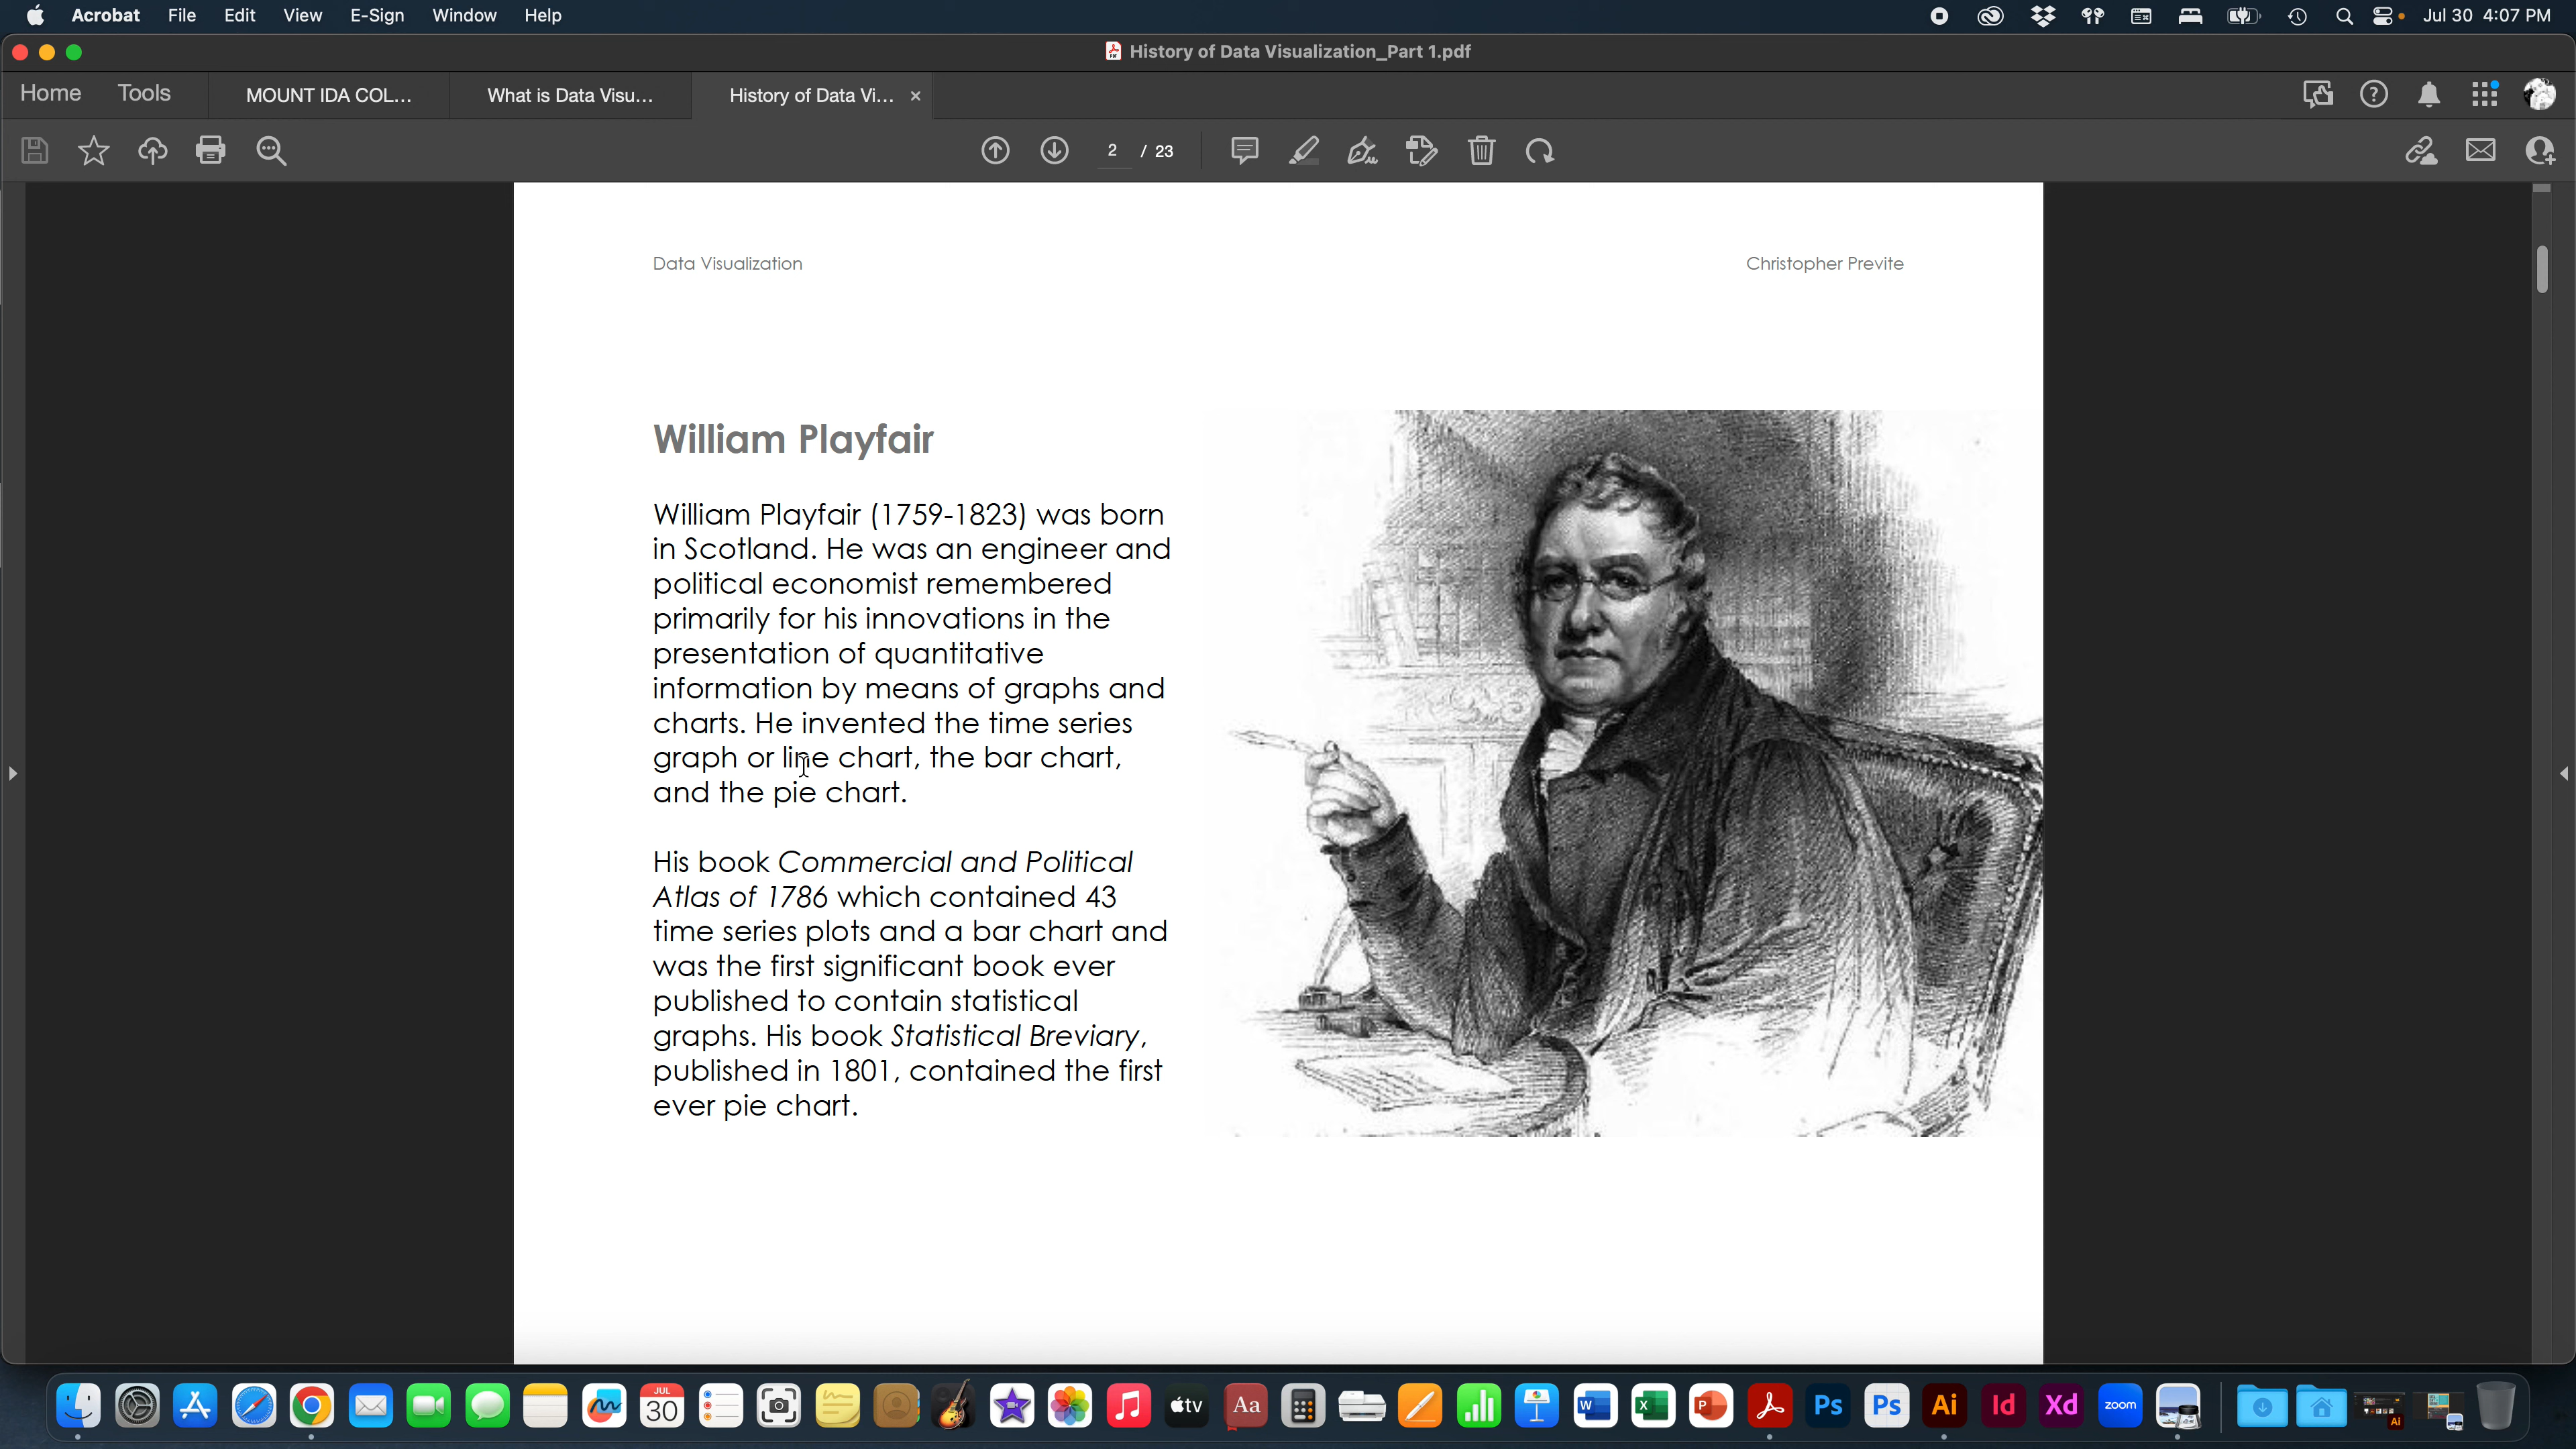 Acrobat File Edit View E-Sign Window Help Jul 30 4:07 PM
History of Data Visualization_Part 1.pdf
Home Tools MOUNT IDA COL... What is Data Visu... History of Data Vi...
2 / 23
Data Visualization Christopher Previte
William Playfair
William Playfair (1759-1823) was born
in Scotland. He was an engineer and
political economist remembered
primarily for his innovations in the
presentation of quantitative
information by means of graphs and
charts. He invented the time series
graph or line chart, the bar chart,
and the pie chart.
His book Commercial and Political
Atlas of 1786 which contained 43
time series plots and a bar chart and
was the first significant book ever
published to contain statistical
graphs. His book Statistical Breviary,
published in 1801, contained the first
ever pie chart.
JUL
30
tv Aa W X P Ps Ps Ai Id Xd zoom Ai